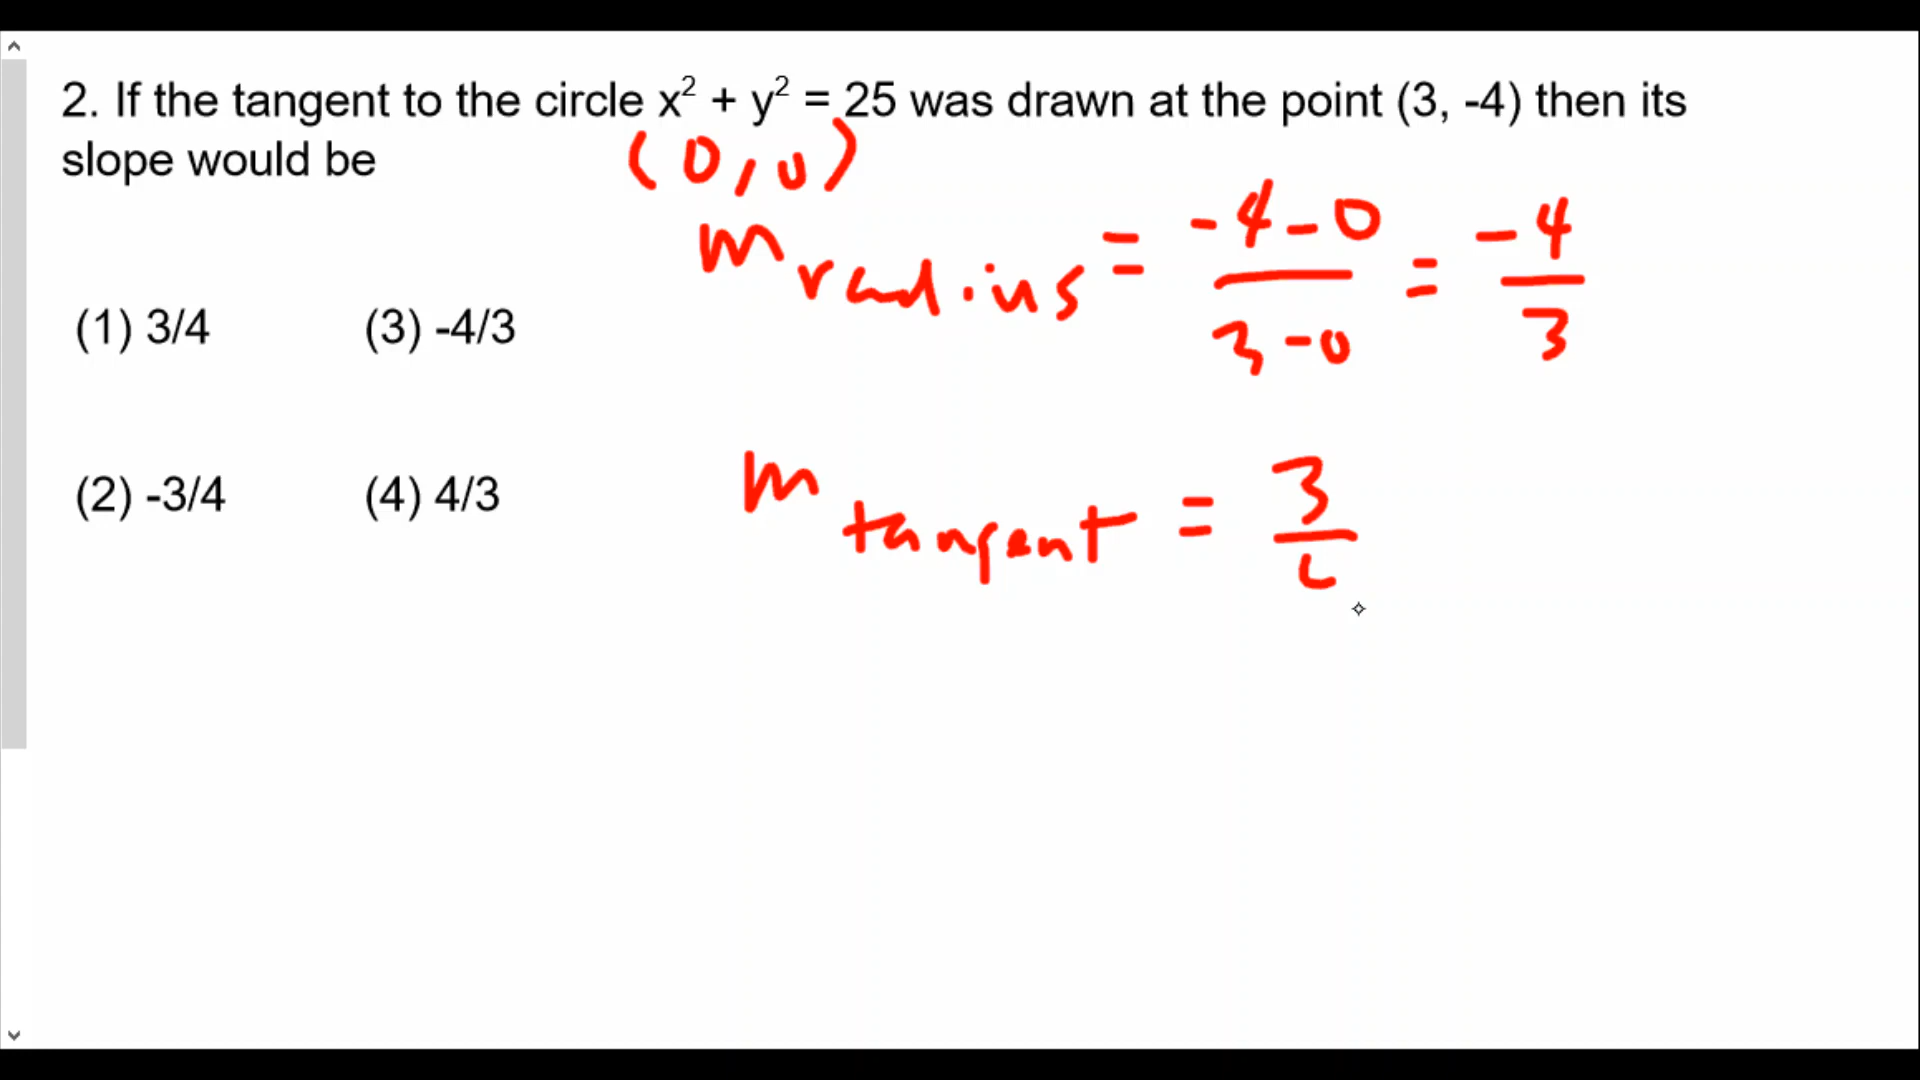 2. If the tangent to the circle x² + y² = 25 was drawn at the point (3, -4) then its
slope would be
(0,0)
m radius = -4-0/3-0 = -4/3
(1) 3/4 (3) -4/3
m tangent = 3/
(2) -3/4 (4) 4/3